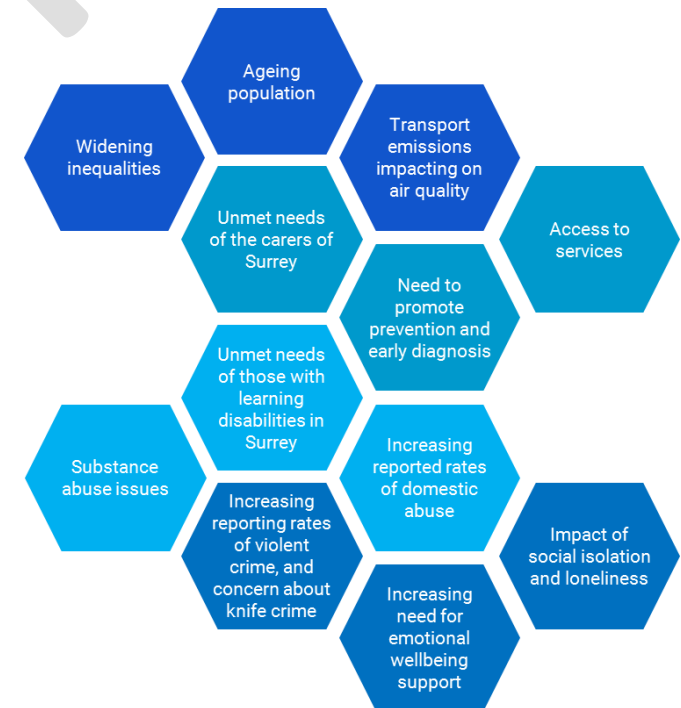 Ageing
population
Widening
inequalities
Transport
emissions
impacting on
air quality
Unmet needs
of the carers of
Surrey
Access to
services
Need to
promote
prevention and
early diagnosis
Unmet needs
of those with
learning
disabilities in
Surrey
Substance
abuse issues
Increasing
reported rates
of domestic
abuse
Increasing
reporting rates
of violent
crime, and
concern about
knife crime
Impact of
social isolation
and loneliness
Increasing
need for
emotional
wellbeing
support